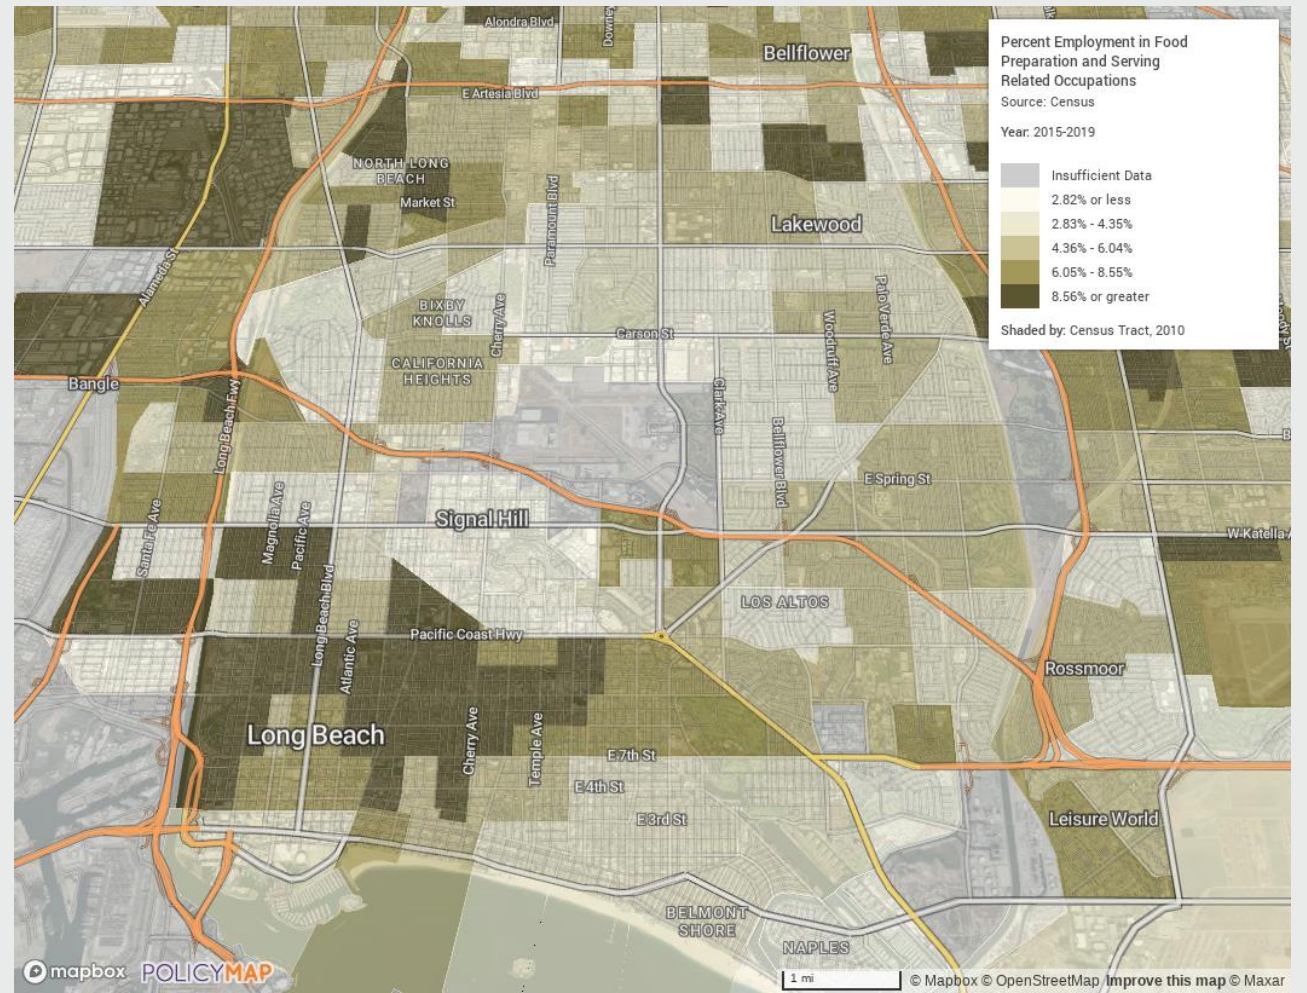 Alondra Blvd
Downey
Bellflower
E Artesia Blvd
NORTH LONG
BEACH
Market St
Paramount Blvd
Lakewood
Alameda St
BIXBY
KNOLLS
Cherry Ave
Carson St
Woodruff Ave
Palo Verde Ave
CALIFORNIA
HEIGHTS
Bangle
Long Beach Fwy
Clark Ave
Bellflower Blvd
E Spring St
Santa Fe Ave
Magnolia Ave
Pacific Ave
Signal Hill
W Katella A
Long Beach Blvd
Atlantic Ave
LOS ALTOS
Pacific Coast Hwy
Rossmoor
Long Beach
Cherry Ave
Temple Ave
E 7th St
E 4th St
E 3rd St
Leisure World
BELMONT
SHORE
NAPLES
Percent Employment in Food
Preparation and Serving
Related Occupations
Source: Census
Year: 2015-2019
Insufficient Data
2.82% or less
2.83% - 4.35%
4.36% - 6.04%
6.05% - 8.55%
8.56% or greater
Shaded by: Census Tract, 2010
mapbox
POLICYMAP
1 mi
© Mapbox © OpenStreetMap Improve this map © Maxar